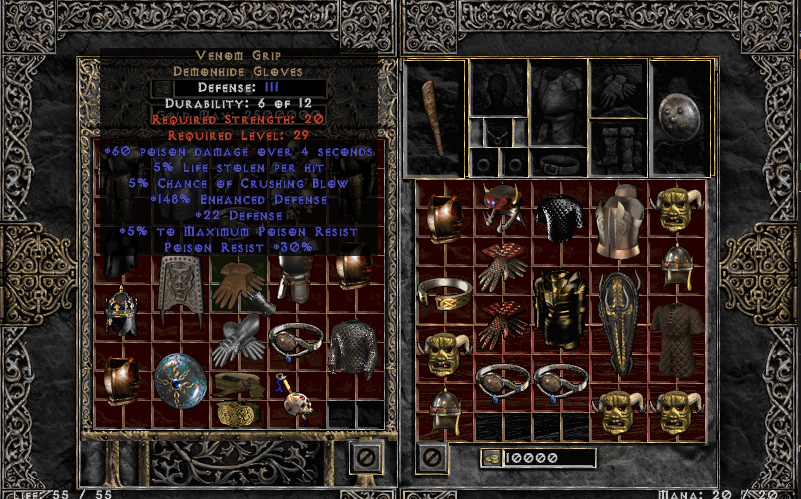 Venom Grip
Demonhide Gloves
Defense: 111
Durability: 6 of 12
Required Strength: 20
Required Level: 29
+60 poison damage over 4 seconds
5% Life stolen per hit
5% Chance of Crushing Blow
+148% Enhanced Defense
+22 Defense
+5% to Maximum Poison Resist
Poison Resist +30%
10000
Life: 55 / 55
Mana: 20 / 20